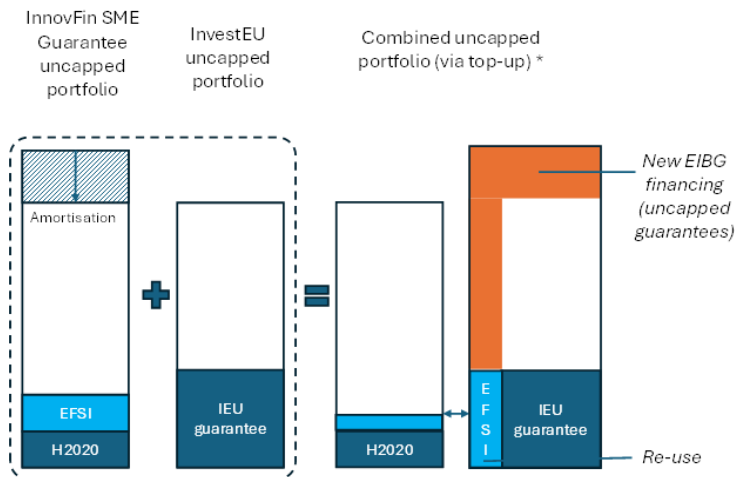 InnovFin SME
Guarantee
uncapped
portfolio
InvestEU
uncapped
portfolio
Combined uncapped
portfolio (via top-up) *
New EIBG
financing
(uncapped
guarantees)
Amortisation
EFSI
H2020
IEU
guarantee
H2020
E
F
S
I
IEU
guarantee
Re-use